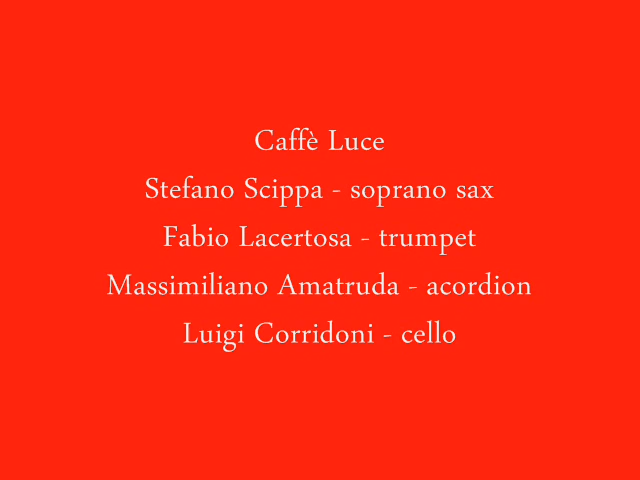 Caffè Luce
Stefano Scippa - soprano sax
Fabio Lacertosa - trumpet
Massimiliano Amatruda - acordion
Luigi Corridoni - cello